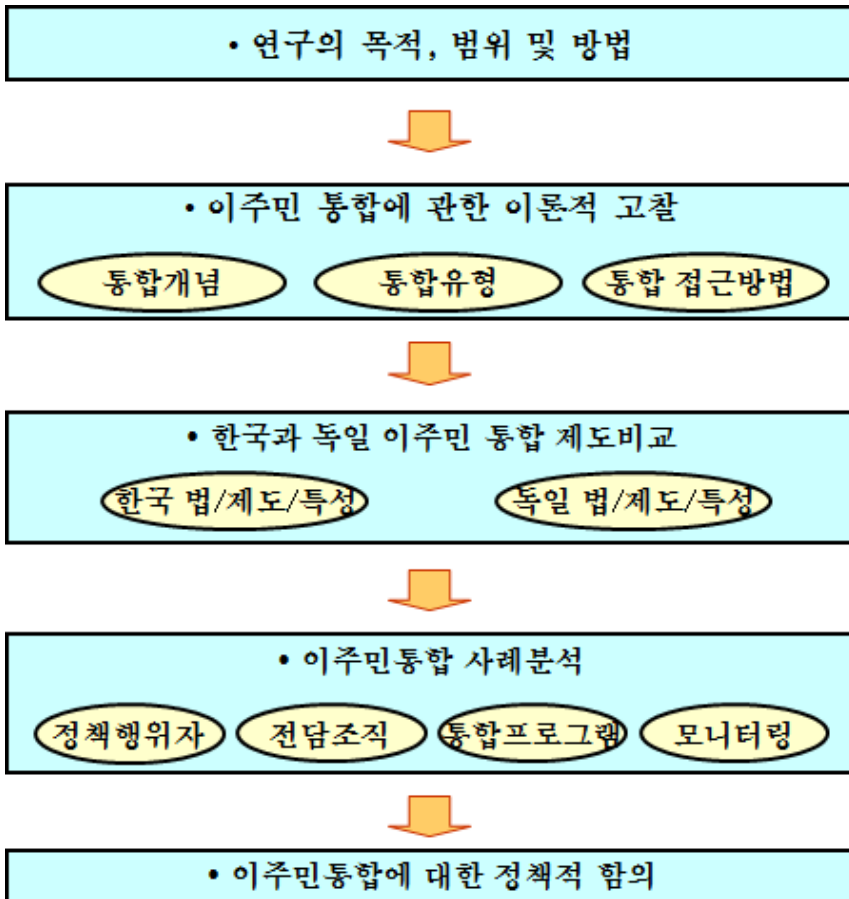 • 연구의 목적, 범위 및 방법
• 이주민 통합에 관한 이론적 고찰
통합개념 통합유형 통합 접근방법
• 한국과 독일 이주민 통합 제도비교
한국 법/제도/특성 독일 법/제도/특성
• 이주민통합 사례분석
정책행위자 전담조직 통합프로그램 모니터링
• 이주민통합에 대한 정책적 함의